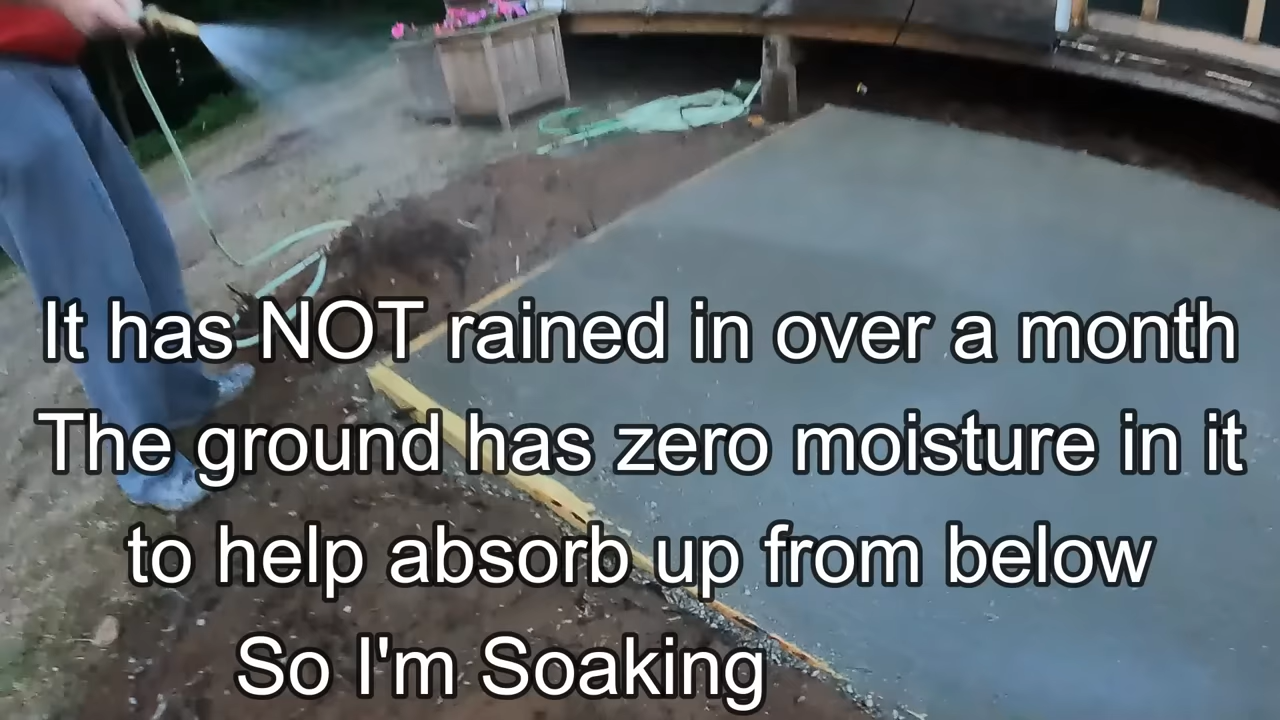 It has NOT rained in over a month
The ground has zero moisture in it
to help absorb up from below
So I'm Soaking